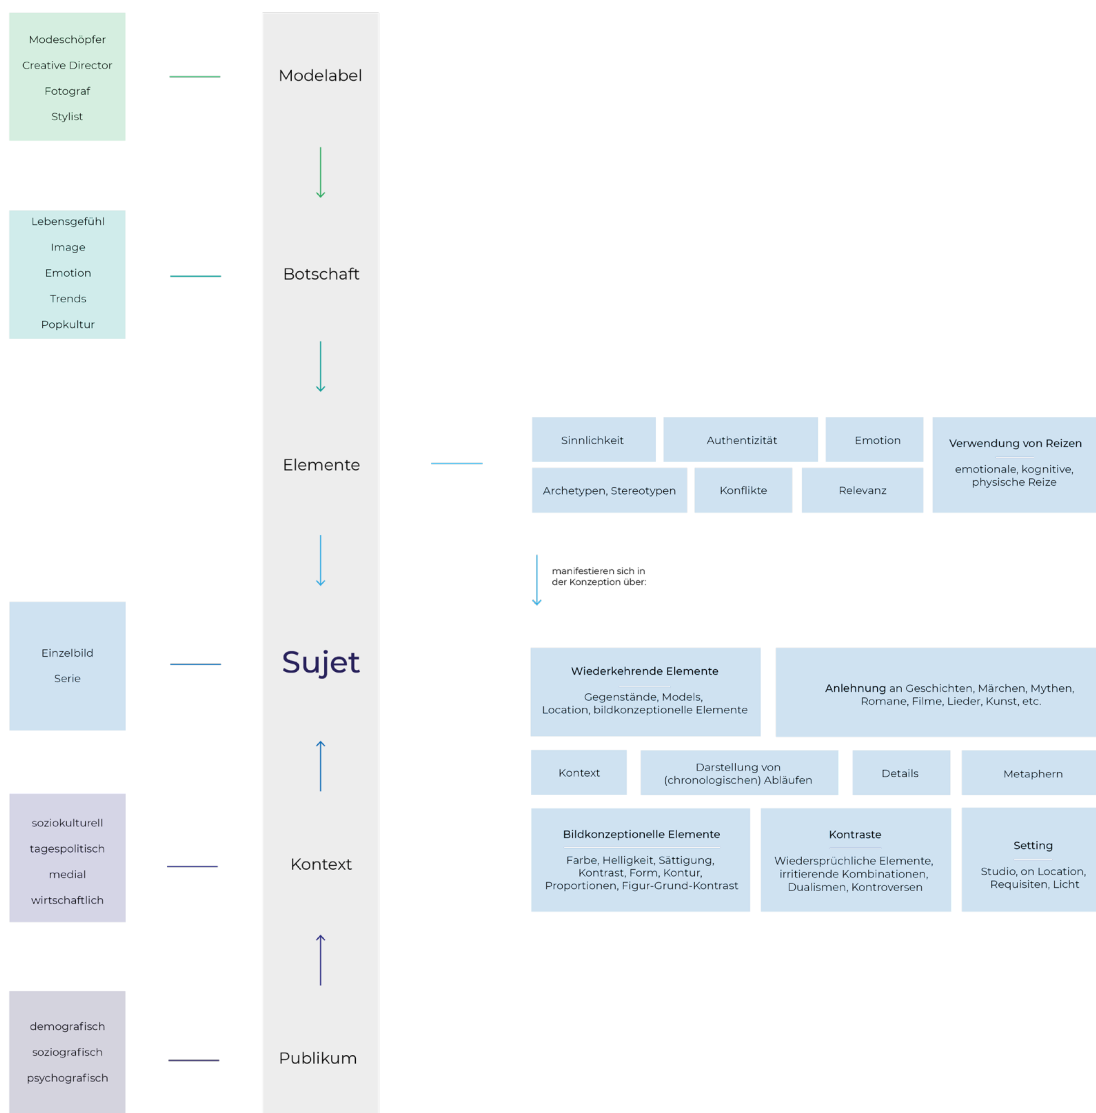 Modeschöpfer
Creative Director
Fotograf
Stylist
Modelabel
Lebensgefühl
Image
Emotion
Trends
Popkultur
Botschaft
Elemente
Sinnlichkeit
Authentizität
Emotion
Verwendung von Reizen
emotionale, kognitive,
physische Reize
Archetypen, Stereotypen
Konflikte
Relevanz
manifestieren sich in
der Konzeption über:
Einzelbild
Serie
Sujet
Wiederkehrende Elemente
Gegenstände, Models,
Location, bildkonzeptionelle Elemente
Anlehnung an Geschichten, Märchen, Mythen,
Romane, Filme, Lieder, Kunst, etc.
Kontext
Darstellung von
(chronologischen) Abläufen
Details
Metaphern
soziokulturell
tagespolitisch
medial
wirtschaftlich
Kontext
Bildkonzeptionelle Elemente
Farbe, Helligkeit, Sättigung,
Kontrast, Form, Kontur,
Proportionen, Figur-Grund-Kontrast
Kontraste
Wiedersprüchliche Elemente,
irritierende Kombinationen,
Dualismen, Kontroversen
Setting
Studio, on Location,
Requisiten, Licht
demografisch
soziografisch
psychografisch
Publikum